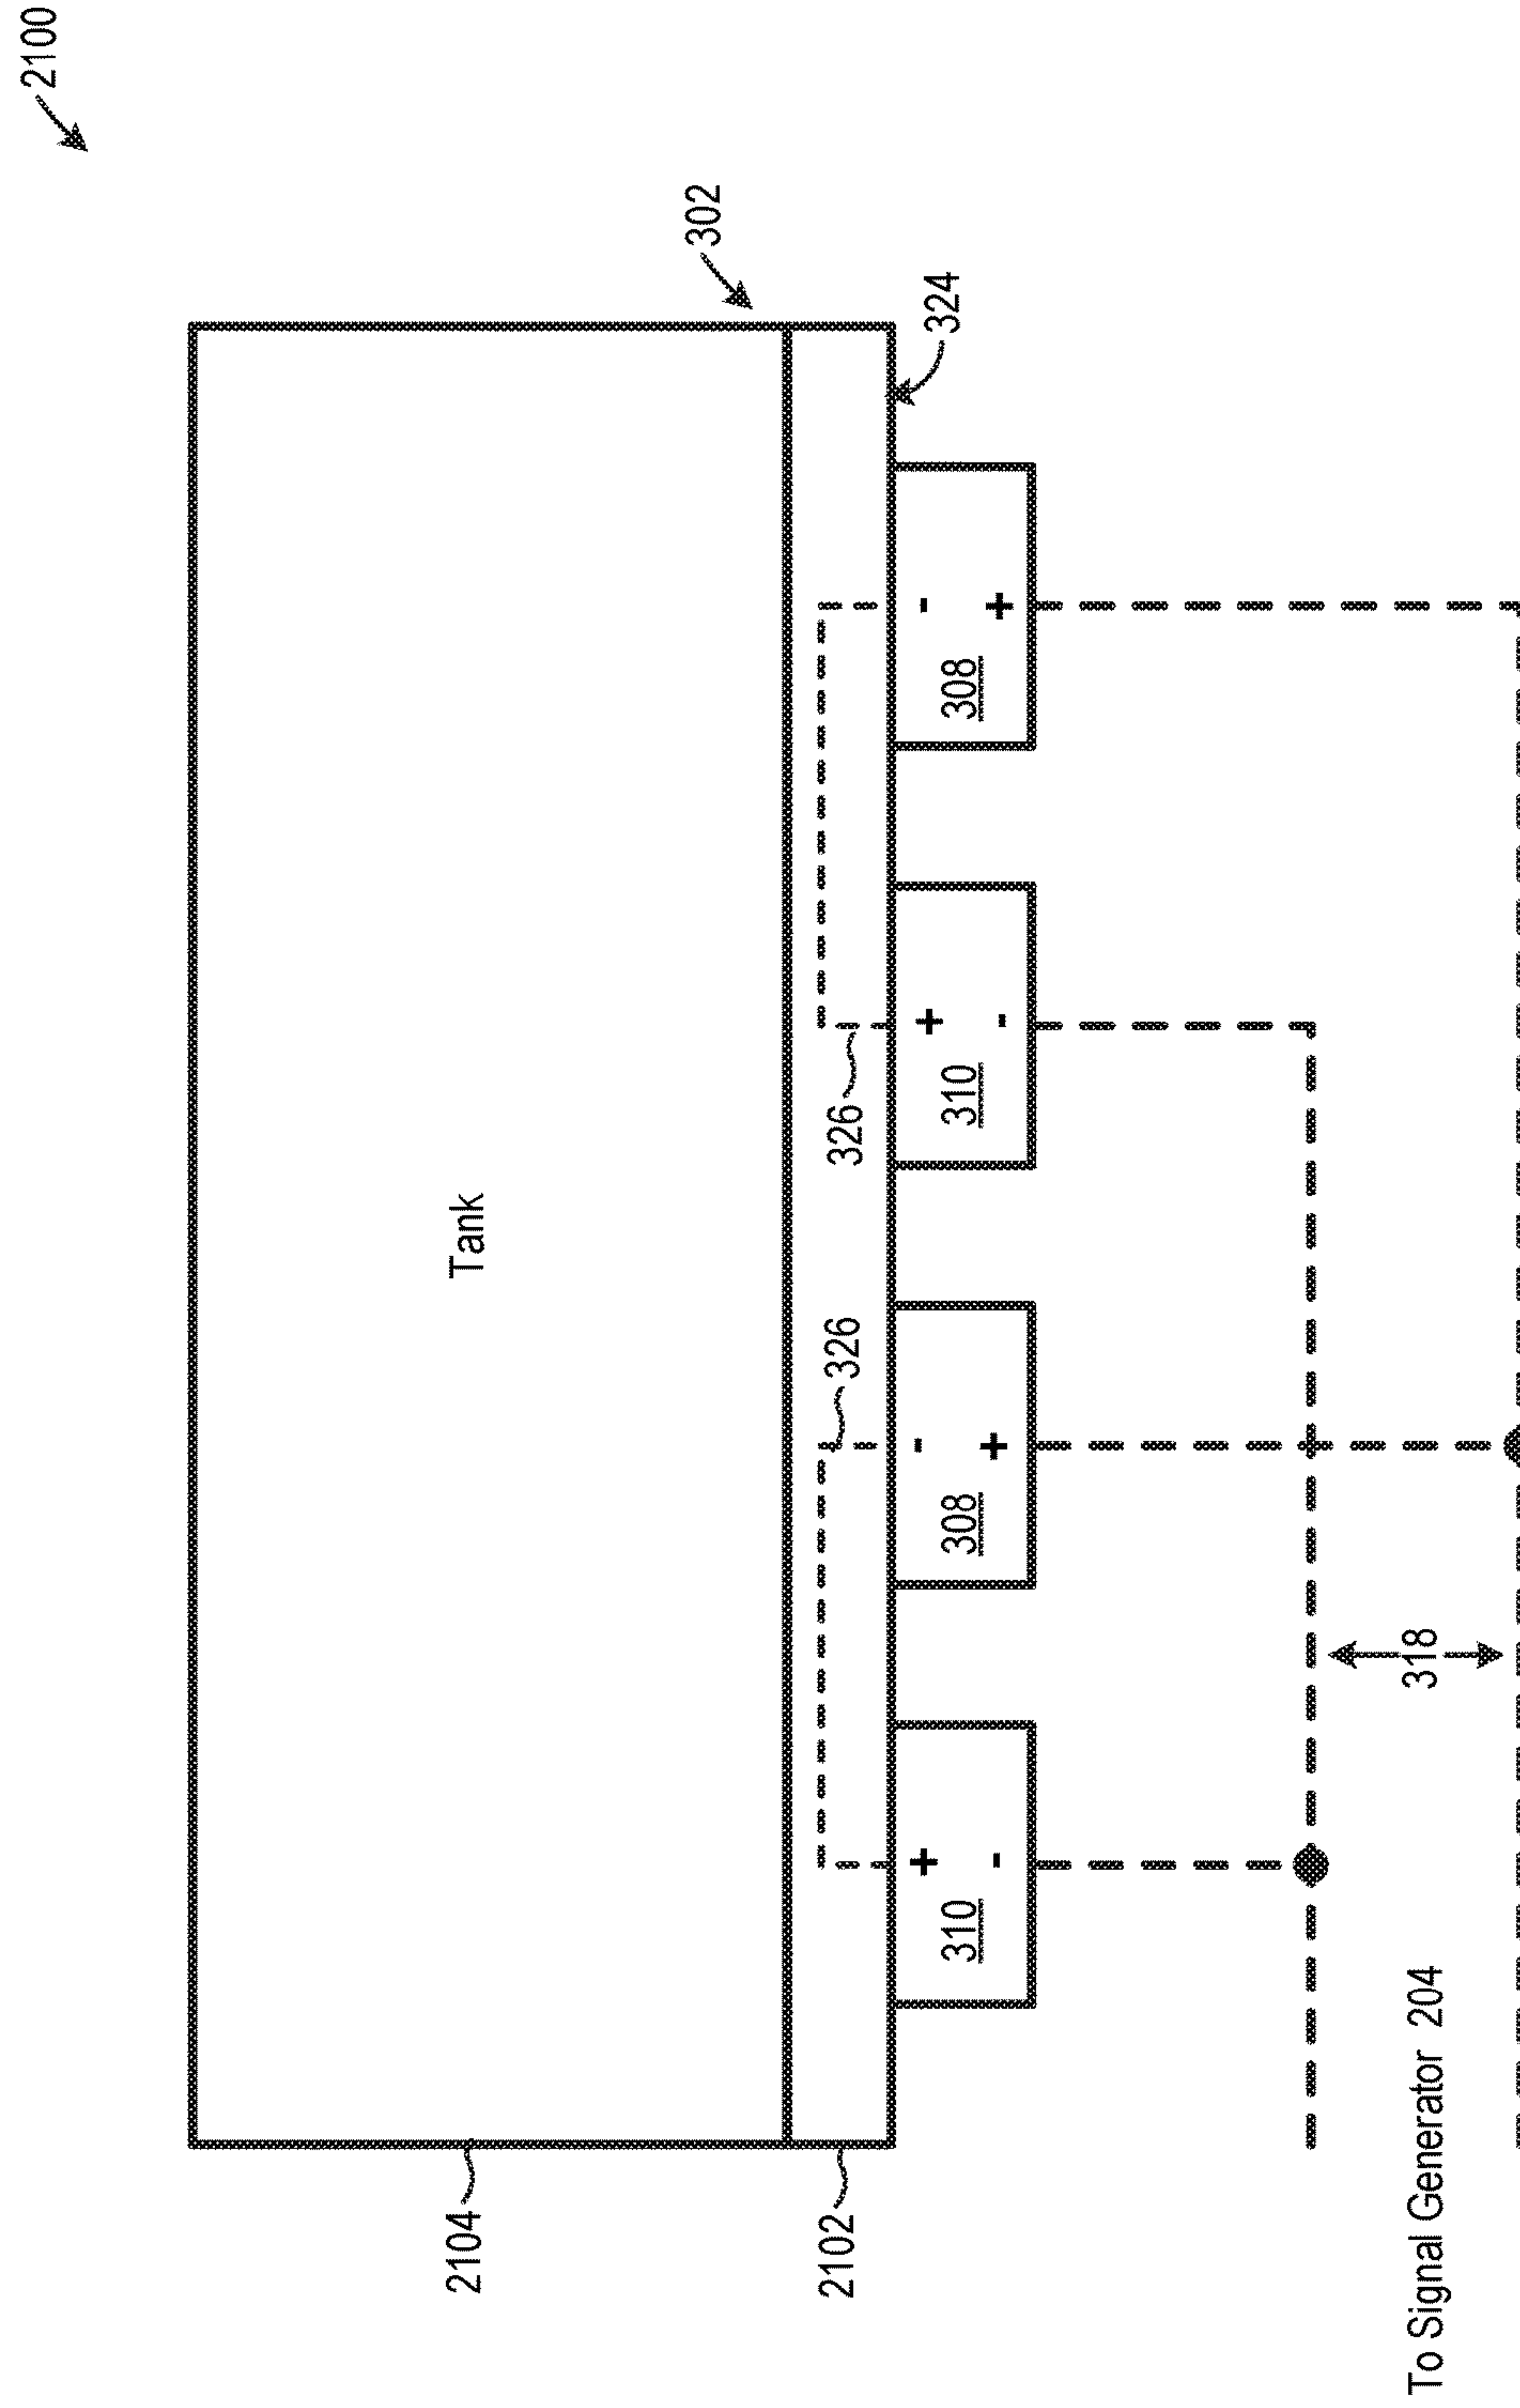 2100
2104
Tank
302
2102
326
326
324
+ - + -
310 308 310 308
- + - +
318
To Signal Generator 204